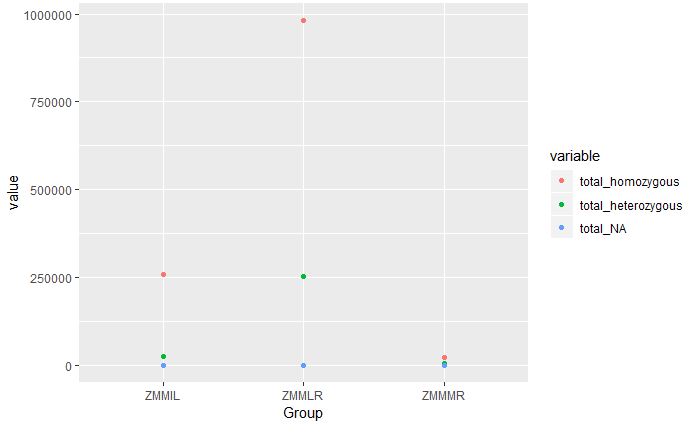 1000000
750000
500000
250000
0
value
ZMMIL ZMMLR ZMMMR
Group
variable
total_homozygous
total_heterozygous
total_NA